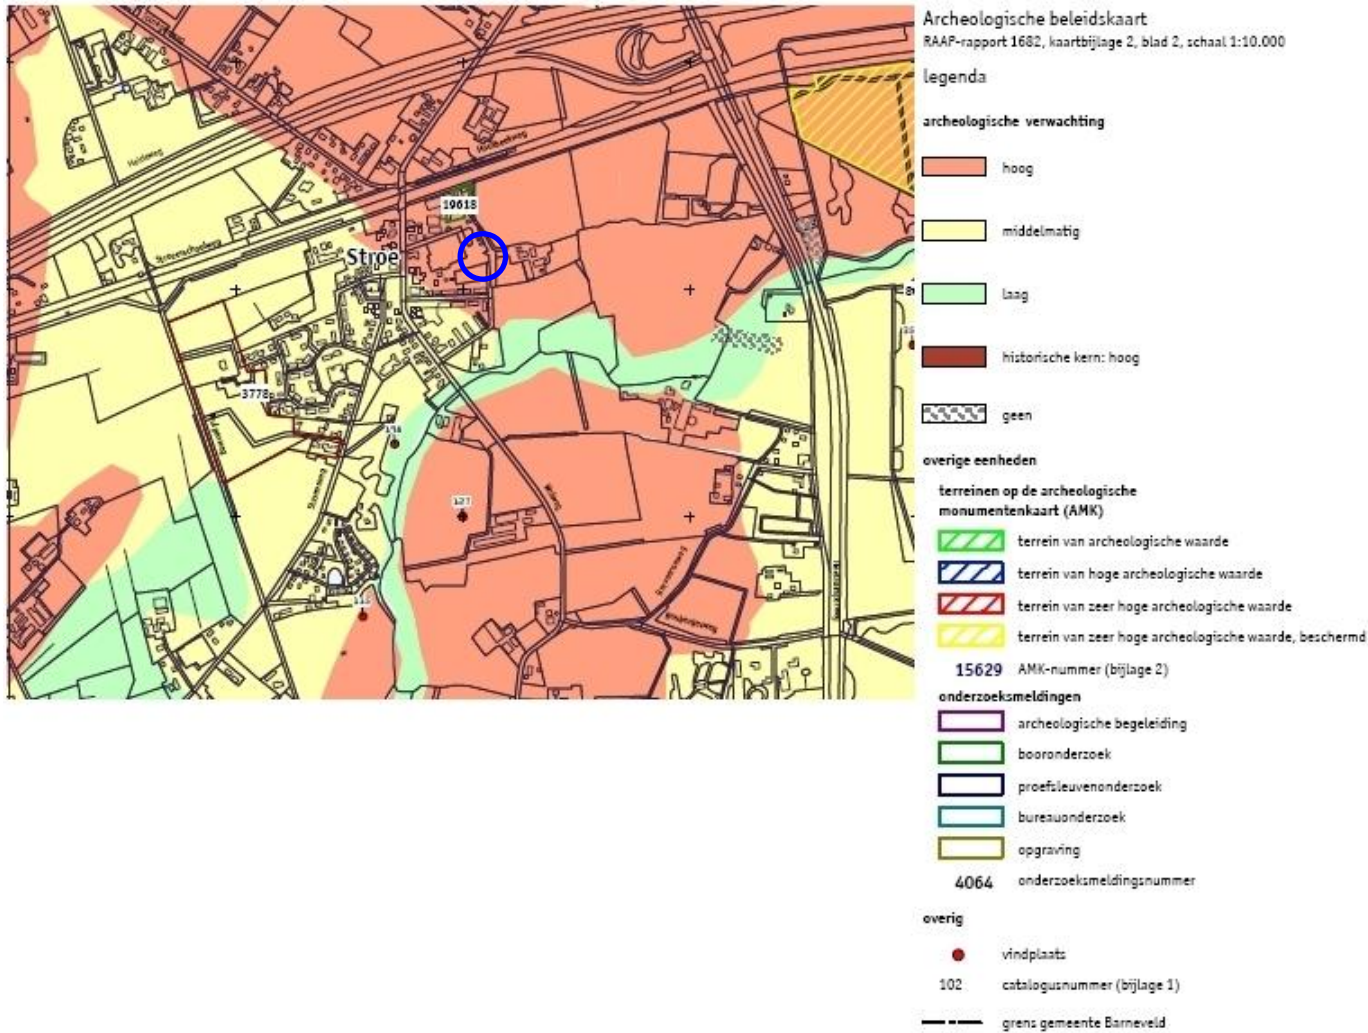 Archeologische beleidskaart
RAAP-rapport 1682, kaartbijlage 2, blad 2, schaal 1:10.000
legenda
archeologische verwachting
hoog
middelmatig
laag
historische kern: hoog
geen
overige eenheden
terreinen op de archeologische
monumentenkaart (AMK)
terrein van archeologische waarde
terrein van hoge archeologische waarde
terrein van zeer hoge archeologische waarde
terrein van zeer hoge archeologische waarde, beschermd
15629 AMK-nummer (bijlage 2)
onderzoeksmeldingen
archeologische begeleiding
booronderzoek
proefsleuvenonderzoek
bureauonderzoek
opgraving
4064 onderzoeksmeldingsnummer
overig
vindplaats
102 catalogusnummer (bijlage 1)
grens gemeente Barneveld
19618
Stroe
3778
127